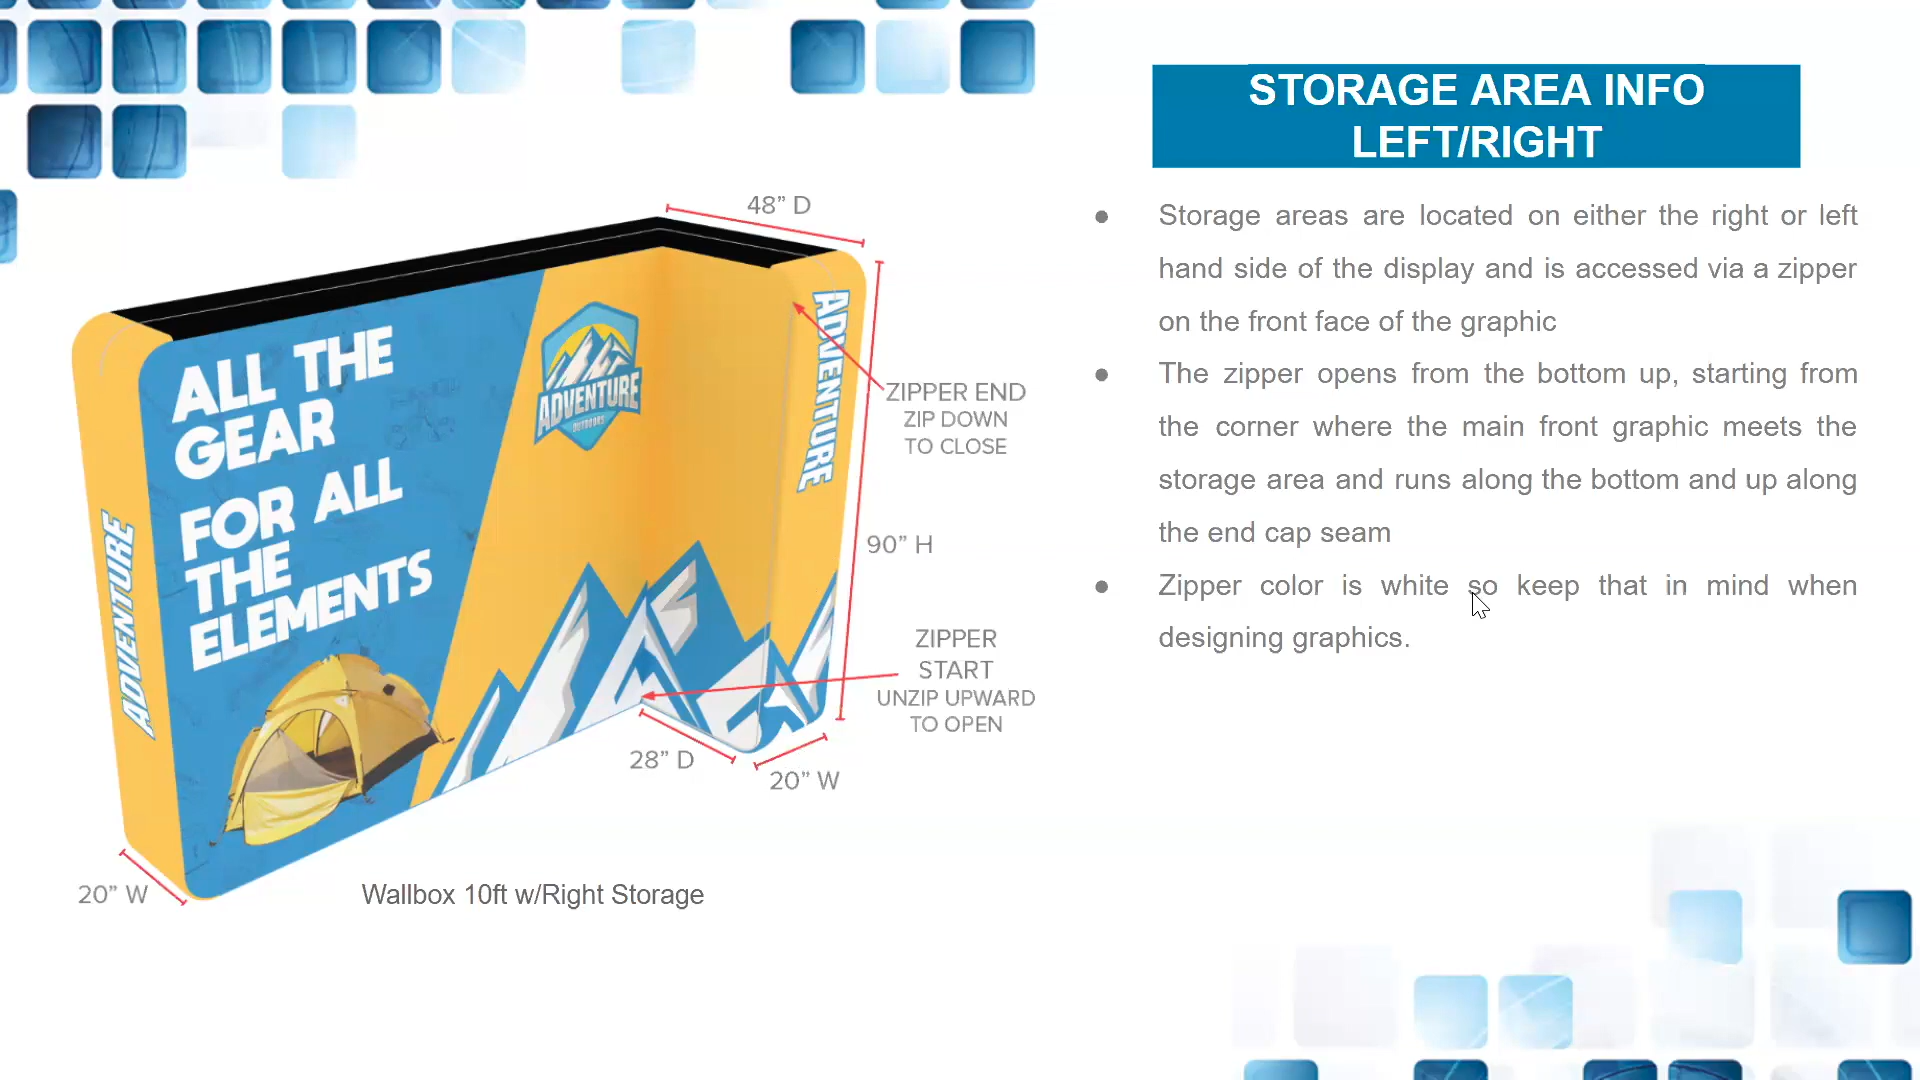 STORAGE AREA INFO
LEFT/RIGHT
● Storage areas are located on either the right or left
hand side of the display and is accessed via a zipper
on the front face of the graphic
● The zipper opens from the bottom up, starting from
the corner where the main front graphic meets the
storage area and runs along the bottom and up along
the end cap seam
● Zipper color is white so keep that in mind when
designing graphics.
48” D
ALL THE
GEAR
FOR ALL
THE
ELEMENTS
ADVENTURE
ADVENTURE
OUTDOORS
ADVENTURE
ZIPPER END
ZIP DOWN
TO CLOSE
90” H
ZIPPER
START
UNZIP UPWARD
TO OPEN
28” D
20” W
20” W
Wallbox 10ft w/Right Storage